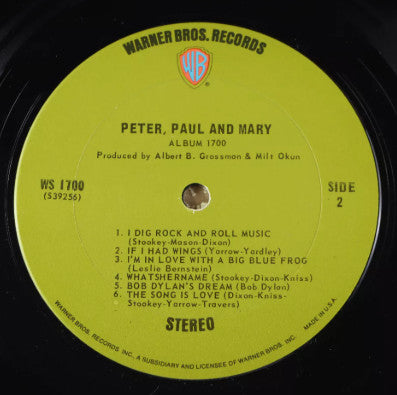 WARNER BROS. RECORDS
WB
®
PETER, PAUL AND MARY
ALBUM 1700
Produced by Albert B. Grossman & Milt Okun
WS 1700
(S39256)
SIDE
2
1. I DIG ROCK AND ROLL MUSIC
(Stookey-Mason-Dixon)
2. IF I HAD WINGS (Yarrow-Yardley)
3. I'M IN LOVE WITH A BIG BLUE FROG
(Leslie Bernstein)
4. WHATSHERNAME (Stookey-Dixon-Kniss)
5. BOB DYLAN'S DREAM (Bob Dylan)
6. THE SONG IS LOVE (Dixon-Kniss-
Stookey-Yarrow-Travers)
STEREO
WARNER BROS. RECORDS INC., A SUBSIDIARY AND LICENSEE OF WARNER BROS. INC.
MADE IN U.S.A.